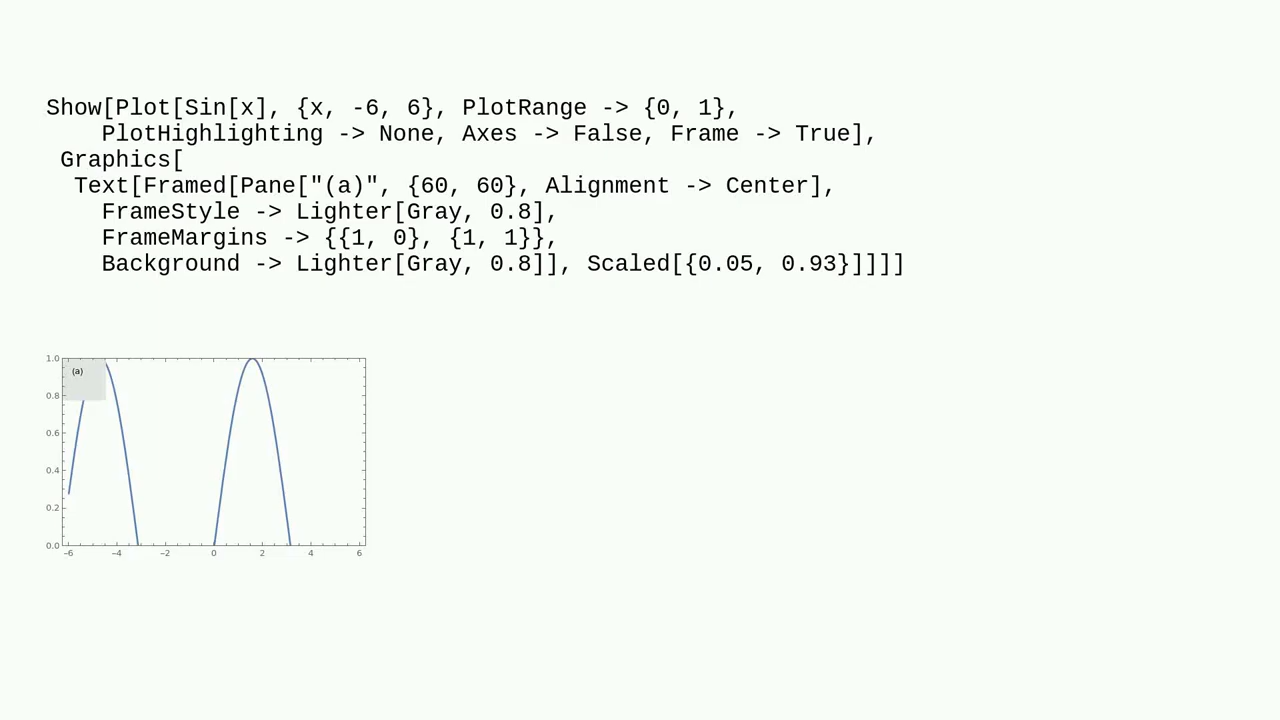 Show[Plot[Sin[x], {x, -6, 6}, PlotRange -> {0, 1},
    PlotHighlighting -> None, Axes -> False, Frame -> True],
 Graphics[
  Text[Framed[Pane["(a)", {60, 60}, Alignment -> Center],
    FrameStyle -> Lighter[Gray, 0.8],
    FrameMargins -> {{1, 0}, {1, 1}},
    Background -> Lighter[Gray, 0.8]], Scaled[{0.05, 0.93}]]]]
1.0
(a)
0.8
0.6
0.4
0.2
0.0
−6 −4 −2 0 2 4 6